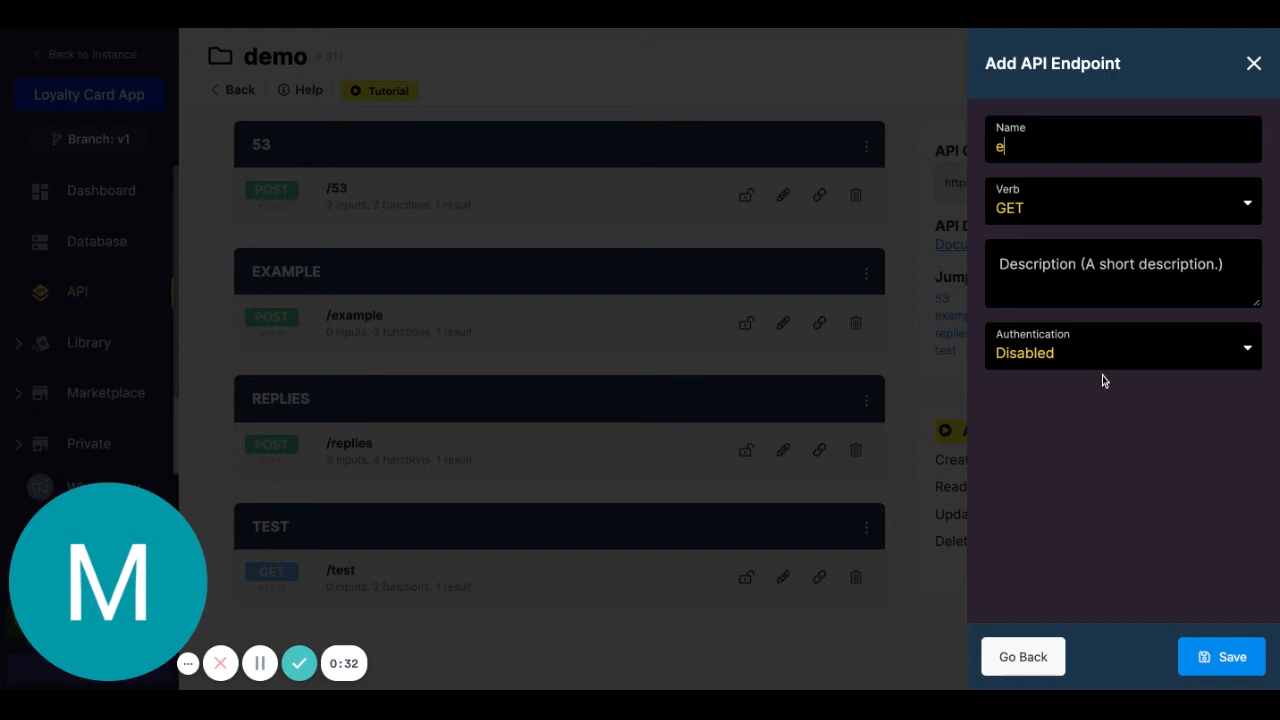 Back to Instance
Loyalty Card App
Branch: v1
Dashboard
Database
API
Library
Marketplace
Private
M
0:32
demo #311
Back
Help
Tutorial
53
POST
/53
2 inputs, 2 functions, 1 result
EXAMPLE
POST
/example
0 inputs, 3 functions, 1 result
REPLIES
POST
/replies
3 inputs, 4 functions, 1 result
TEST
GET
/test
0 inputs, 2 functions, 1 result
API
http
API D
Docu
Jump
53
examp
replie
test
Creat
Read
Upda
Delet
Add API Endpoint
Name
e
Verb
GET
Description (A short description.)
Authentication
Disabled
Go Back
Save